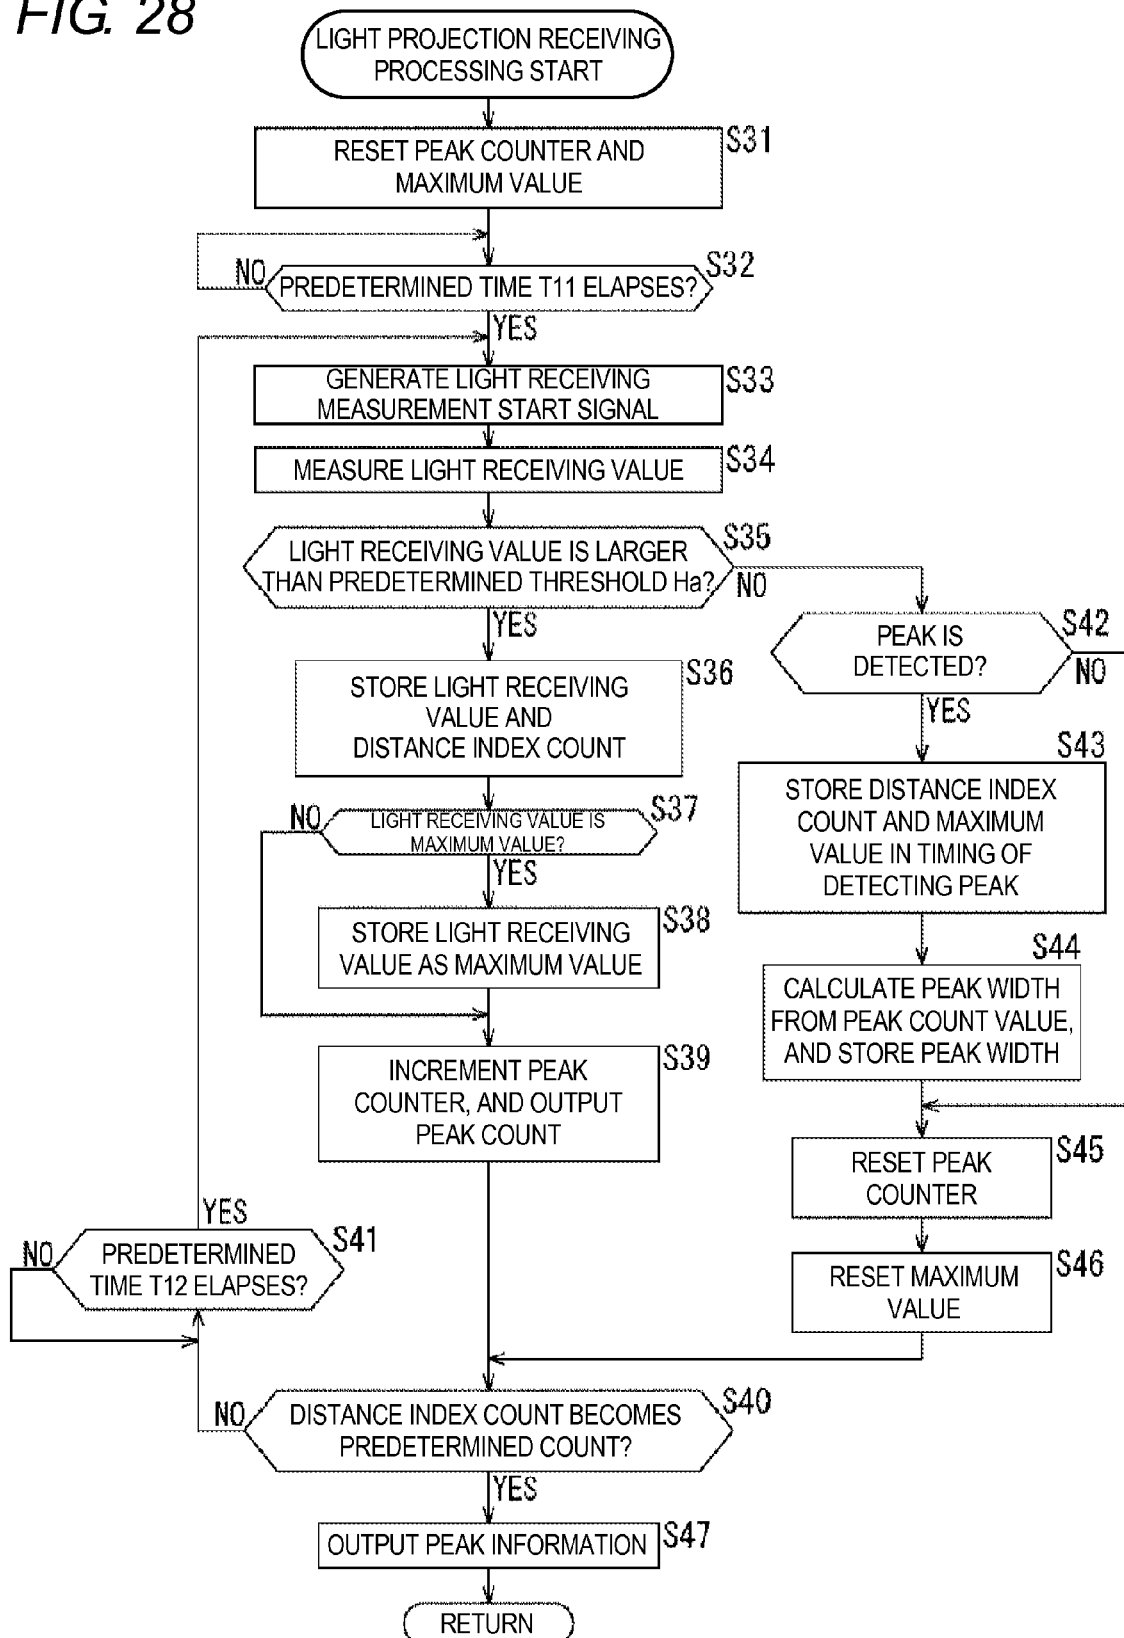 FIG. 28
LIGHT PROJECTION RECEIVING
PROCESSING START
S31
RESET PEAK COUNTER AND
MAXIMUM VALUE
S32
NO
PREDETERMINED TIME T11 ELAPSES?
YES
S33
GENERATE LIGHT RECEIVING
MEASUREMENT START SIGNAL
S34
MEASURE LIGHT RECEIVING VALUE
S35
LIGHT RECEIVING VALUE IS LARGER
THAN PREDETERMINED THRESHOLD Ha?
NO
YES
S36
STORE LIGHT RECEIVING
VALUE AND
DISTANCE INDEX COUNT
S37
NO
LIGHT RECEIVING VALUE IS
MAXIMUM VALUE?
YES
S38
STORE LIGHT RECEIVING
VALUE AS MAXIMUM VALUE
S39
INCREMENT PEAK
COUNTER, AND OUTPUT
PEAK COUNT
S42
PEAK IS
DETECTED?
NO
YES
S43
STORE DISTANCE INDEX
COUNT AND MAXIMUM
VALUE IN TIMING OF
DETECTING PEAK
S44
CALCULATE PEAK WIDTH
FROM PEAK COUNT VALUE,
AND STORE PEAK WIDTH
S45
RESET PEAK
COUNTER
S46
RESET MAXIMUM
VALUE
YES
S41
NO
PREDETERMINED
TIME T12 ELAPSES?
S40
NO
DISTANCE INDEX COUNT BECOMES
PREDETERMINED COUNT?
YES
S47
OUTPUT PEAK INFORMATION
RETURN